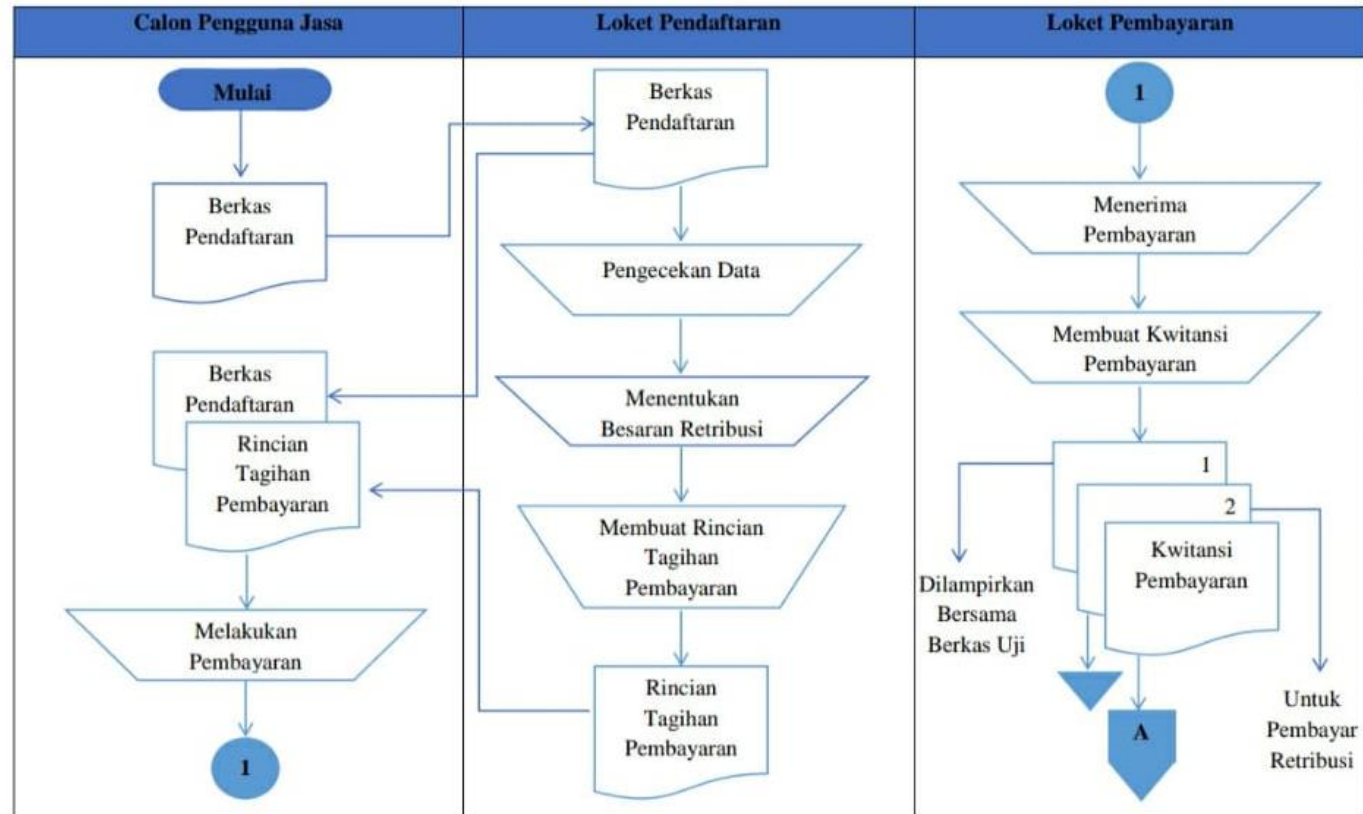 Calon Pengguna Jasa
Loket Pendaftaran
Loket Pembayaran
Mulai
Berkas
Pendaftaran
Berkas
Pendaftaran
Rincian
Tagihan
Pembayaran
Melakukan
Pembayaran
1
Berkas
Pendaftaran
Pengecekan Data
Menentukan
Besaran Retribusi
Membuat Rincian
Tagihan
Pembayaran
Rincian
Tagihan
Pembayaran
1
Menerima
Pembayaran
Membuat Kwitansi
Pembayaran
1
2
Kwitansi
Pembayaran
Dilampirkan
Bersama
Berkas Uji
A
Untuk
Pembayar
Retribusi